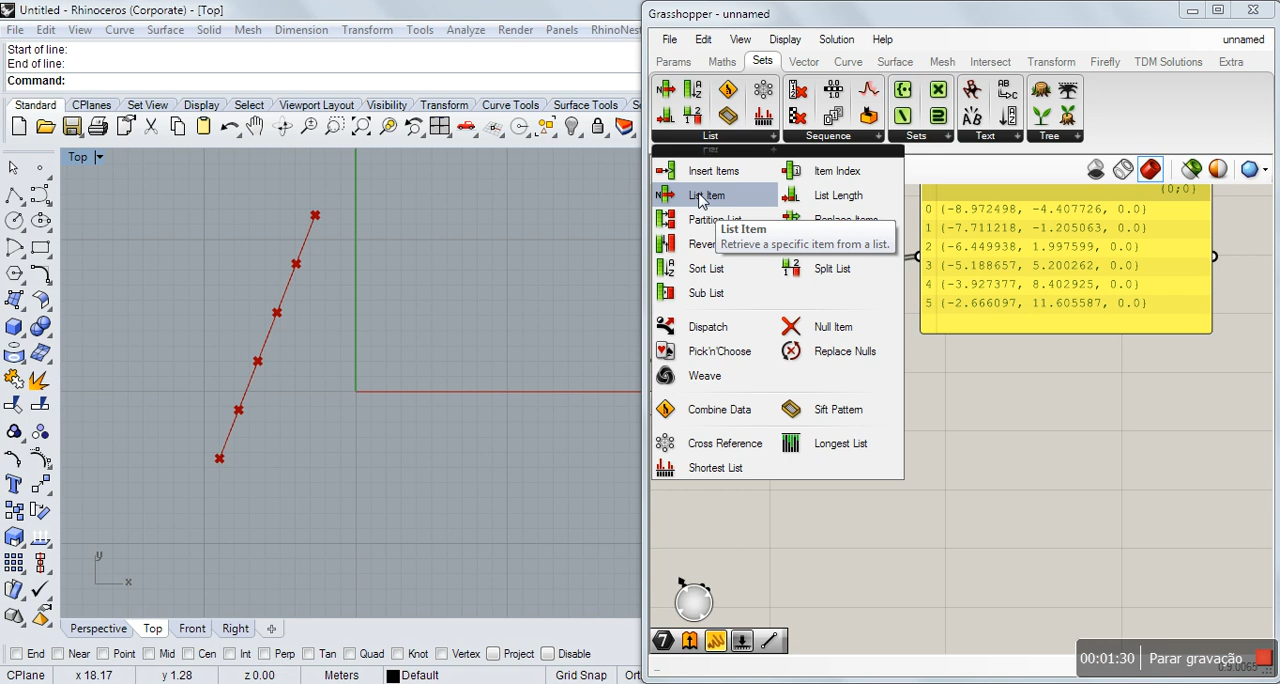 Untitled - Rhinoceros (Corporate) - [Top]
File Edit View Curve Surface Solid Mesh Dimension Transform Tools Analyze Render Panels RhinoNest
Start of line:
End of line:
Command:
Standard CPlanes Set View Display Select Viewport Layout Visibility Transform Curve Tools Surface Tools
Top
y
x
Perspective Top Front Right
End Near Point Mid Cen Int Perp Tan Quad Knot Vertex Project Disable
CPlane x 18.17 y 1.28 z 0.00 Meters Default Grid Snap Ort
Grasshopper - unnamed
File Edit View Display Solution Help unnamed
Params Maths Sets Vector Curve Surface Mesh Intersect Transform Firefly TDM Solutions Extra
List Sequence Sets Text Tree
Insert Items Item Index
List Item List Length
Partition List Replace Items
Rever
List Item
Retrieve a specific item from a list.
Sort List Split List
Sub List
Dispatch Null Item
Pick'n'Choose Replace Nulls
Weave
Combine Data Sift Pattern
Cross Reference Longest List
Shortest List
{0;0}
0 {-8.972498, -4.407726, 0.0}
1 {-7.711218, -1.205063, 0.0}
2 {-6.449938, 1.997599, 0.0}
3 {-5.188657, 5.200262, 0.0}
4 {-3.927377, 8.402925, 0.0}
5 {-2.666097, 11.605587, 0.0}
00:01:30 Parar gravação
0.9.0065